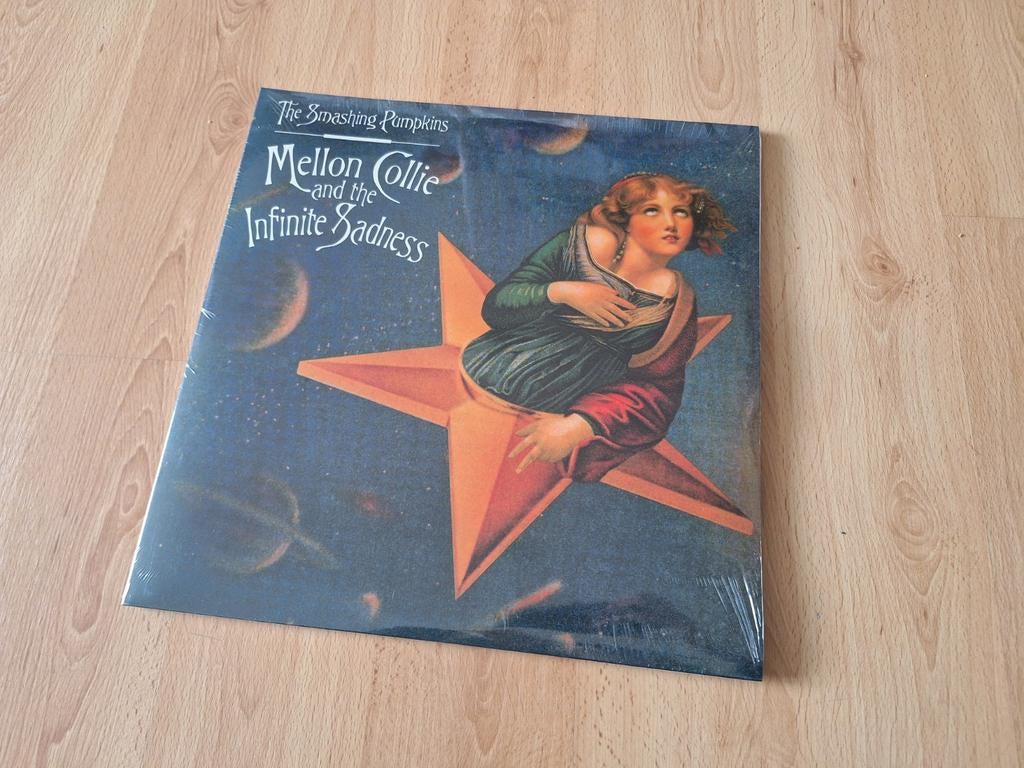 The Smashing Pumpkins
Mellon Collie
and the
Infinite Sadness